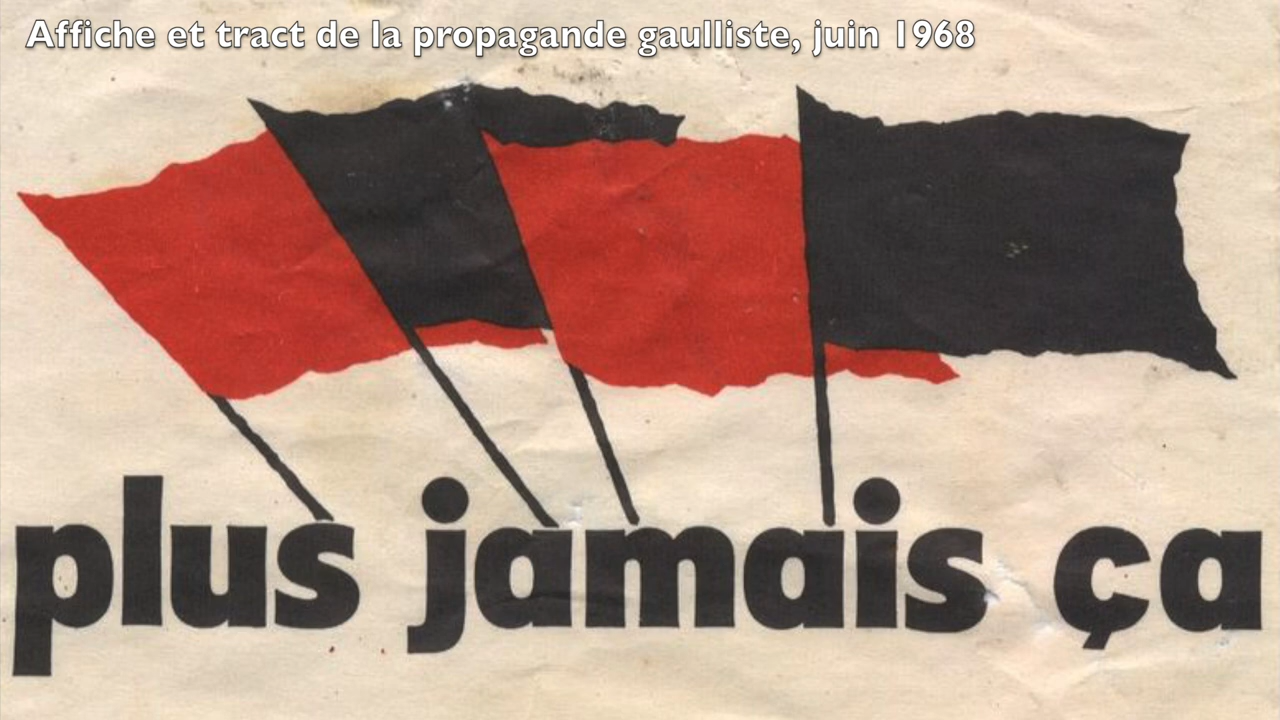 Affiche et tract de la propagande gaulliste, juin 1968
plus jamais ça